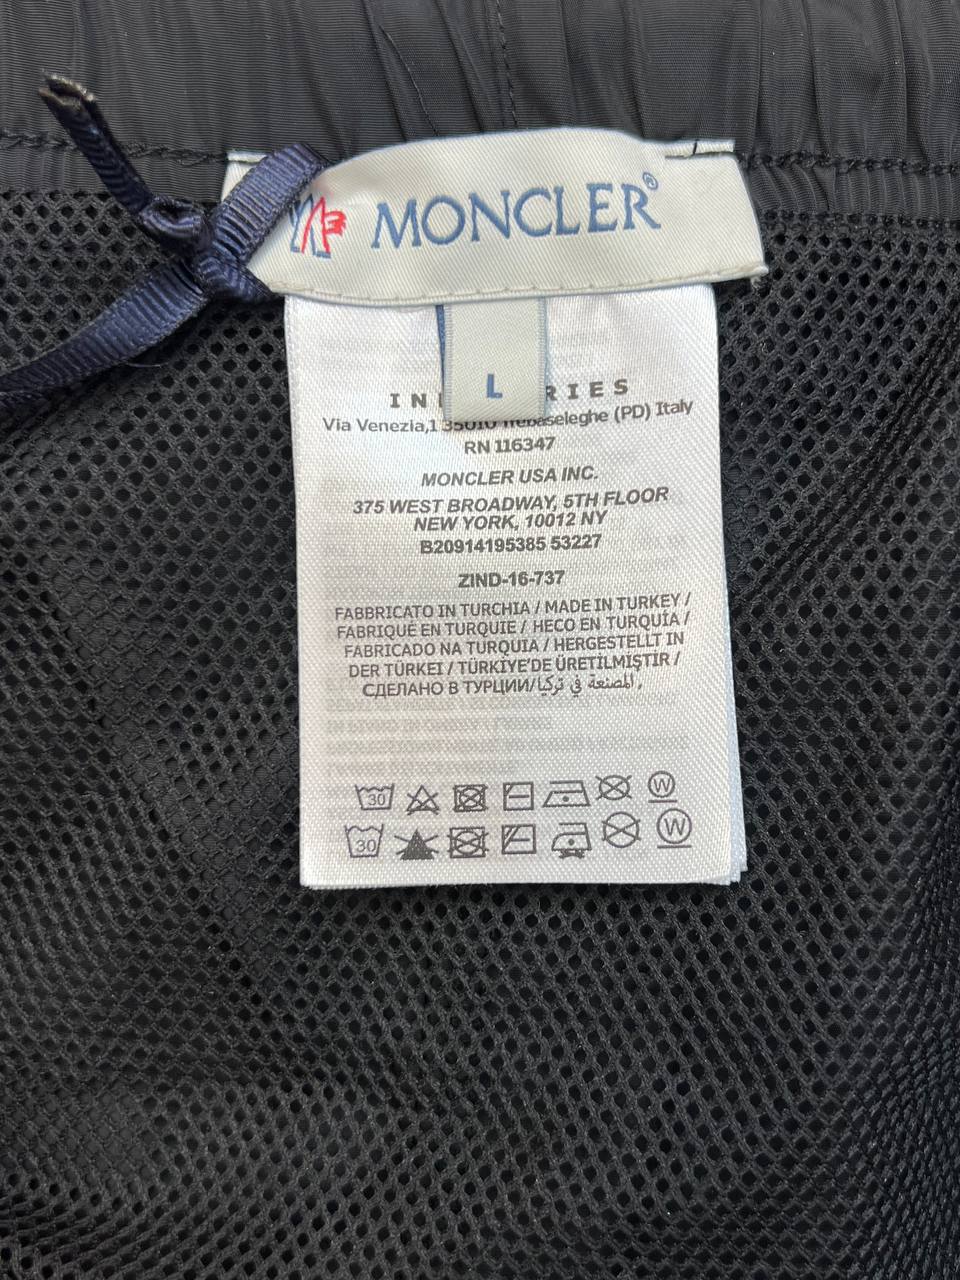 MONCLER®
L
IN RIES
Via Venezia,1 35010 Trebaseleghe (PD) Italy
RN 116347
MONCLER USA INC.
375 WEST BROADWAY, 5TH FLOOR
NEW YORK, 10012 NY
B20914195385 53227
ZIND-16-737
FABBRICATO IN TURCHIA / MADE IN TURKEY /
FABRIQUÉ EN TURQUIE / HECO EN TURQUÍA /
FABRICADO NA TURQUIA / HERGESTELLT IN
DER TÜRKEI / TÜRKİYE'DE ÜRETİLMİŞTİR /
СДЕЛАНО В ТУРЦИИ/المصنعة في تركيا.
30 W
30 W